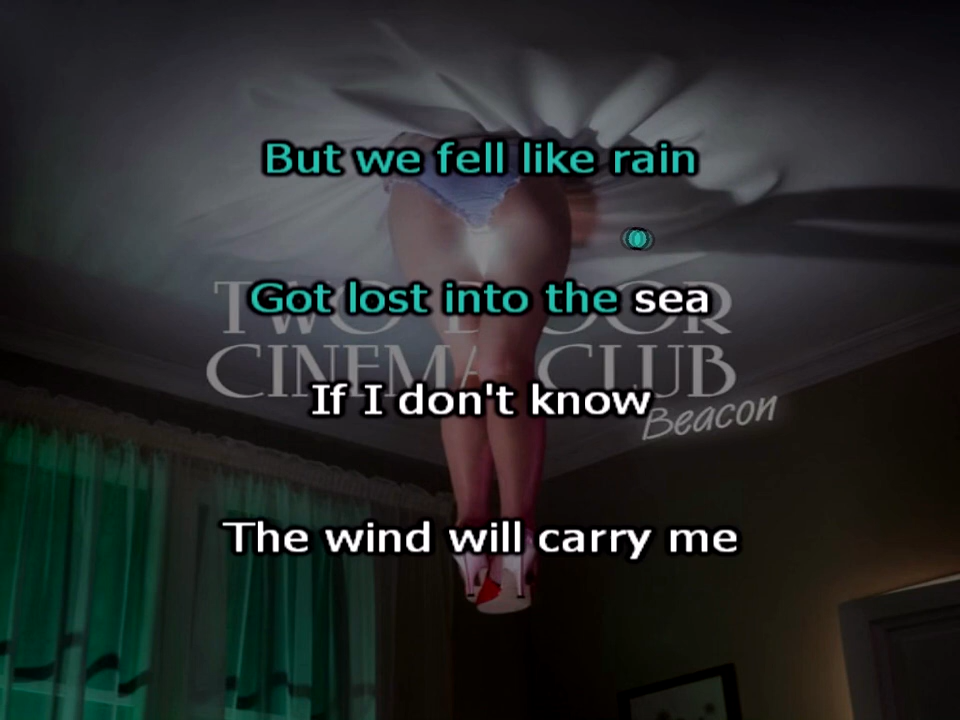 But we fell like rain
Got lost into the sea
TWO DOOR
CINEMA CLUB
If I don't know
Beacon
The wind will carry me